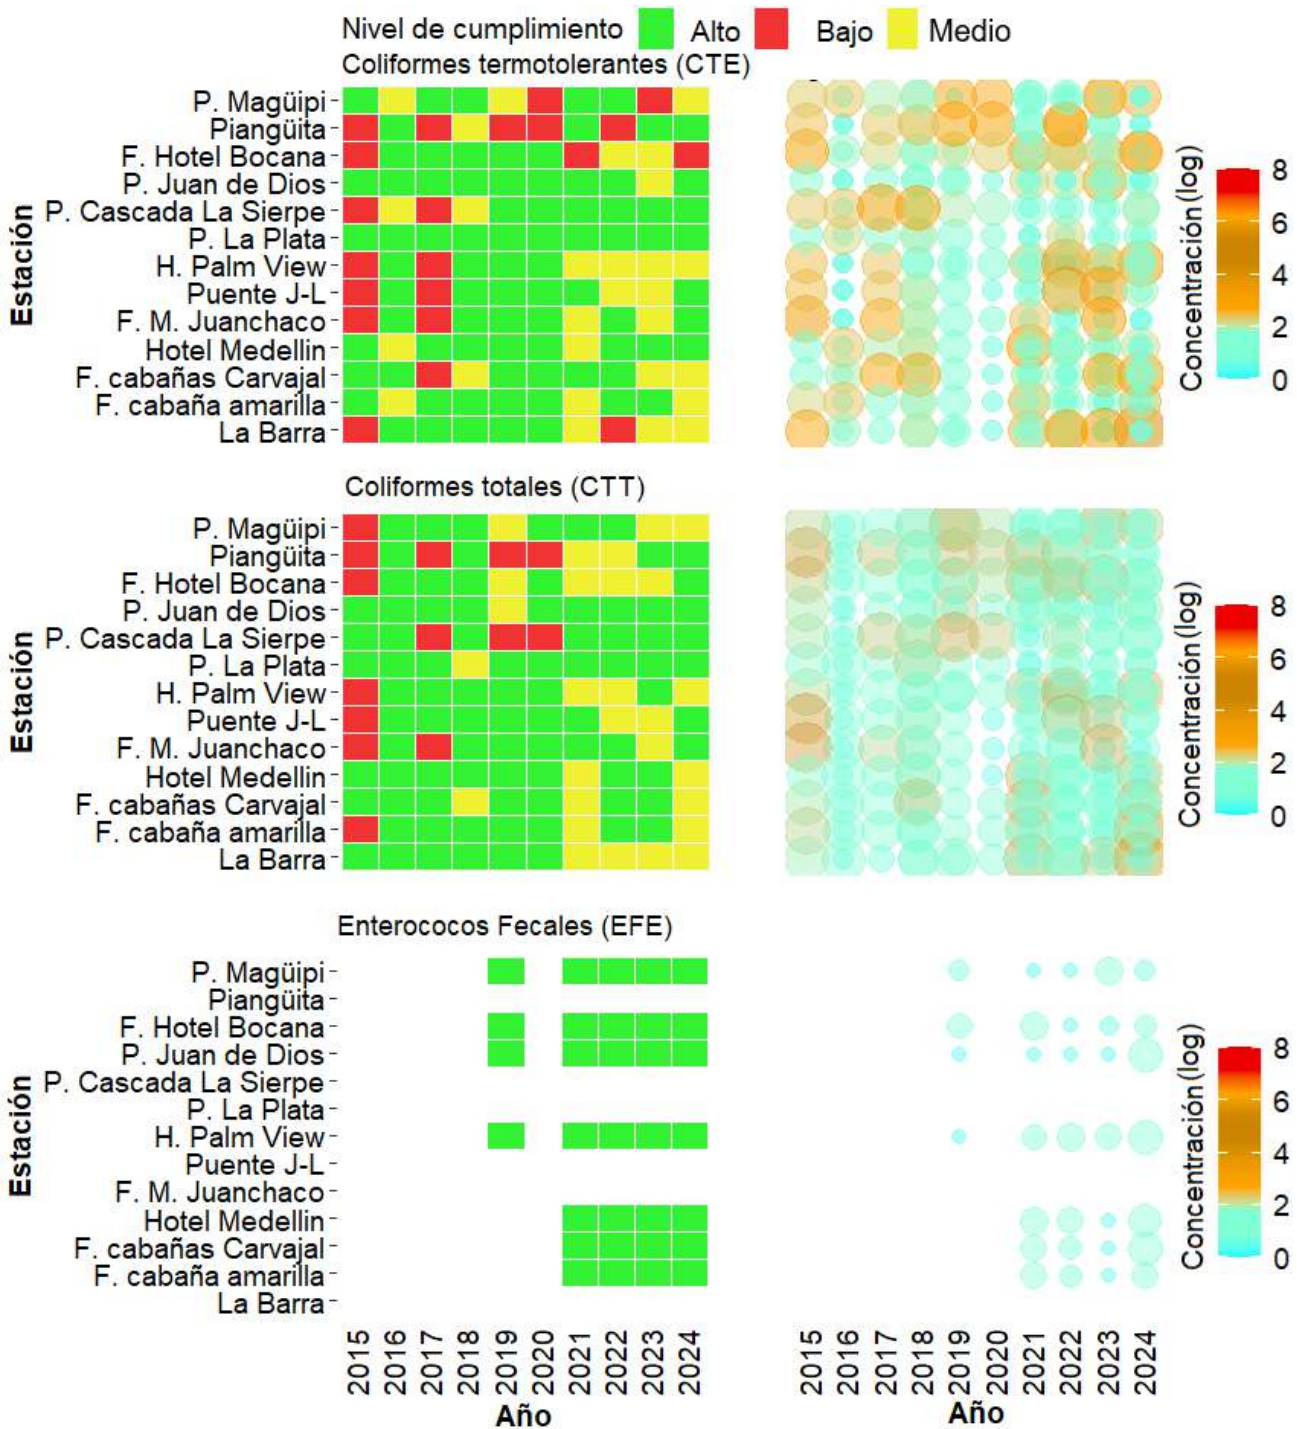 Nivel de cumplimiento Alto Bajo Medio
Coliformes termotolerantes (CTE)
Estación
P. Magüipi
Piangüita
F. Hotel Bocana
P. Juan de Dios
P. Cascada La Sierpe
P. La Plata
H. Palm View
Puente J-L
F. M. Juanchaco
Hotel Medellin
F. cabañas Carvajal
F. cabaña amarilla
La Barra
Concentración (log)
8
6
4
2
0
Coliformes totales (CTT)
Estación
P. Magüipi
Piangüita
F. Hotel Bocana
P. Juan de Dios
P. Cascada La Sierpe
P. La Plata
H. Palm View
Puente J-L
F. M. Juanchaco
Hotel Medellin
F. cabañas Carvajal
F. cabaña amarilla
La Barra
Concentración (log)
8
6
4
2
0
Enterococos Fecales (EFE)
Estación
P. Magüipi
Piangüita
F. Hotel Bocana
P. Juan de Dios
P. Cascada La Sierpe
P. La Plata
H. Palm View
Puente J-L
F. M. Juanchaco
Hotel Medellin
F. cabañas Carvajal
F. cabaña amarilla
La Barra
Concentración (log)
8
6
4
2
0
2015 2016 2017 2018 2019 2020 2021 2022 2023 2024
Año
2015 2016 2017 2018 2019 2020 2021 2022 2023 2024
Año